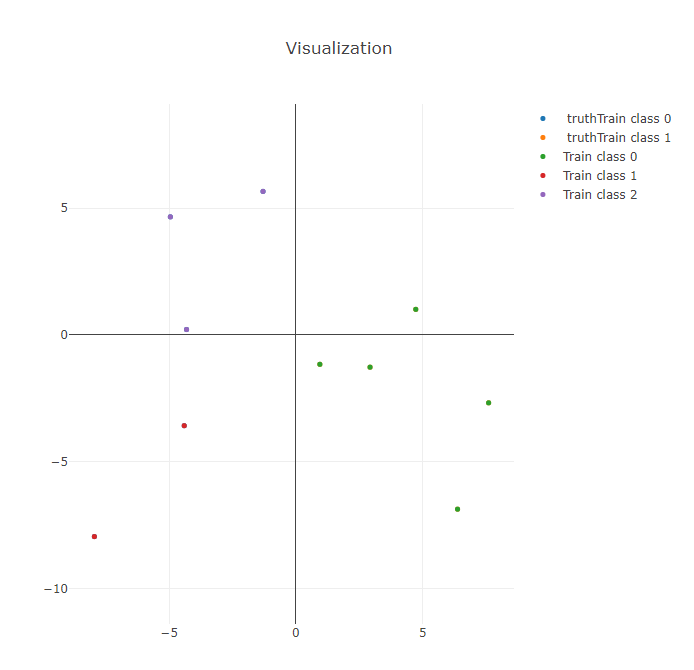 Visualization
truthTrain class 0
truthTrain class 1
Train class 0
Train class 1
Train class 2
5
0
−5
−10
−5
0
5